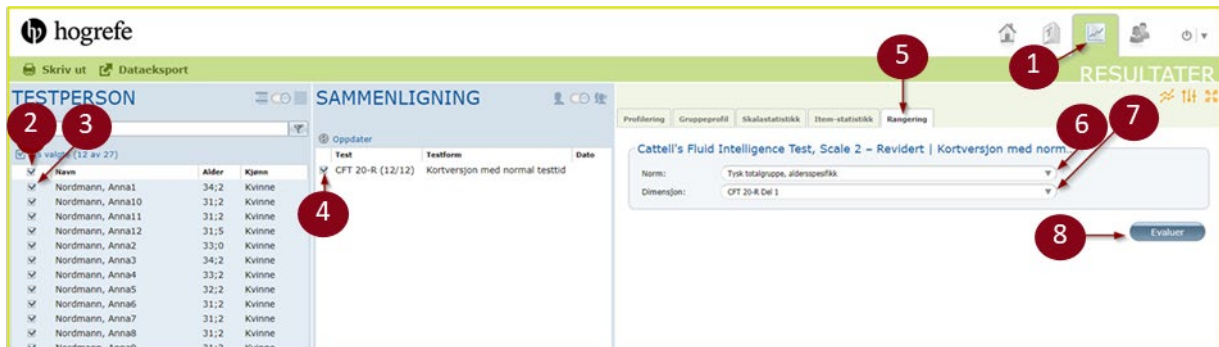 hogrefe
1
Skriv ut Dataeksport
RESULTATER
TESTPERSON
2
3
valgte (12 av 27)
Navn Alder Kjønn
Nordmann, Anna1 34;2 Kvinne
Nordmann, Anna10 31;2 Kvinne
Nordmann, Anna11 31;2 Kvinne
Nordmann, Anna12 31;5 Kvinne
Nordmann, Anna2 33;0 Kvinne
Nordmann, Anna3 34;2 Kvinne
Nordmann, Anna4 33;2 Kvinne
Nordmann, Anna5 32;2 Kvinne
Nordmann, Anna6 31;2 Kvinne
Nordmann, Anna7 31;2 Kvinne
Nordmann, Anna8 31;2 Kvinne
SAMMENLIGNING
Oppdater
Test Testform Dato
CFT 20-R (12/12) Kortversjon med normal testtid
4
5
Profilering Gruppeprofil Skalastatistikk Item-statistikk Rangering
6
7
Cattell's Fluid Intelligence Test, Scale 2 – Revidert | Kortversjon med norm
Norm: Tysk totalgruppe, aldersspesifikk
Dimensjon: CFT 20-R Del 1
8
Evaluer